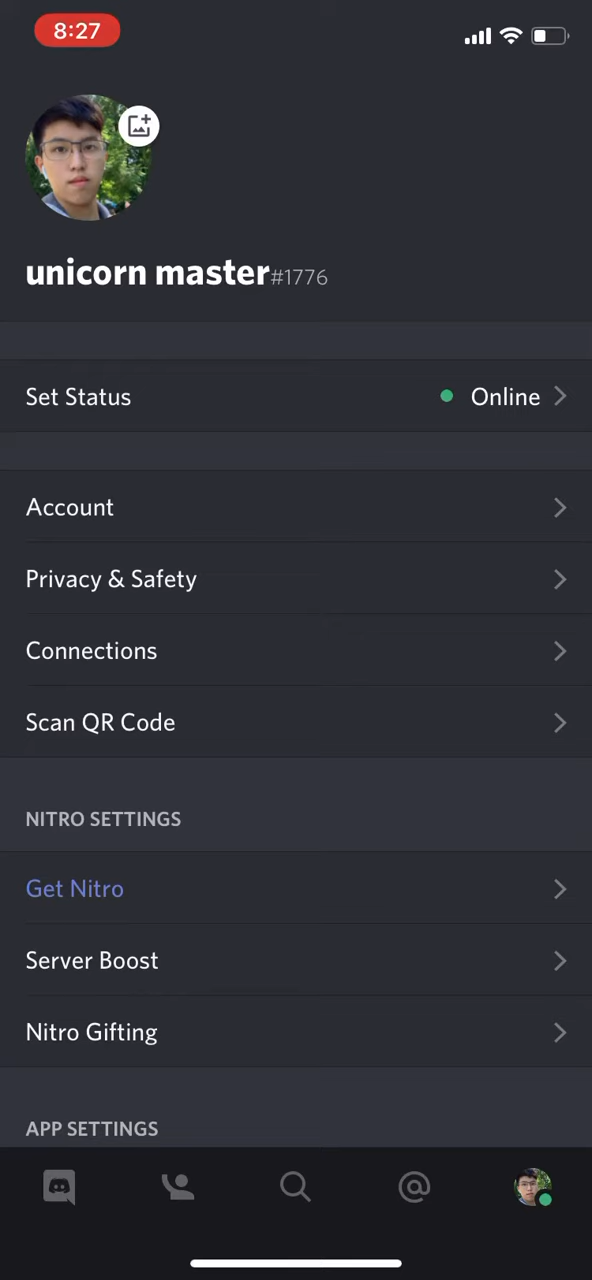 8:27
unicorn master#1776
Set Status
Online
Account
Privacy & Safety
Connections
Scan QR Code
NITRO SETTINGS
Get Nitro
Server Boost
Nitro Gifting
APP SETTINGS